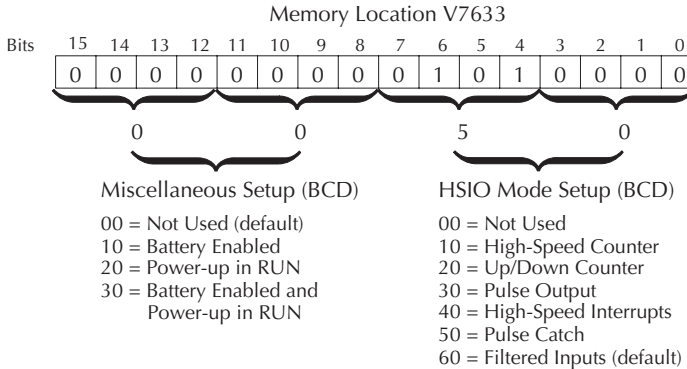 Memory Location V7633
Bits 15 14 13 12 11 10 9 8 7 6 5 4 3 2 1 0
0 0 0 0 0 0 0 0 0 1 0 1 0 0 0 0
0 0 5 0
Miscellaneous Setup (BCD)
00 = Not Used (default)
10 = Battery Enabled
20 = Power-up in RUN
30 = Battery Enabled and
Power-up in RUN
HSIO Mode Setup (BCD)
00 = Not Used
10 = High-Speed Counter
20 = Up/Down Counter
30 = Pulse Output
40 = High-Speed Interrupts
50 = Pulse Catch
60 = Filtered Inputs (default)